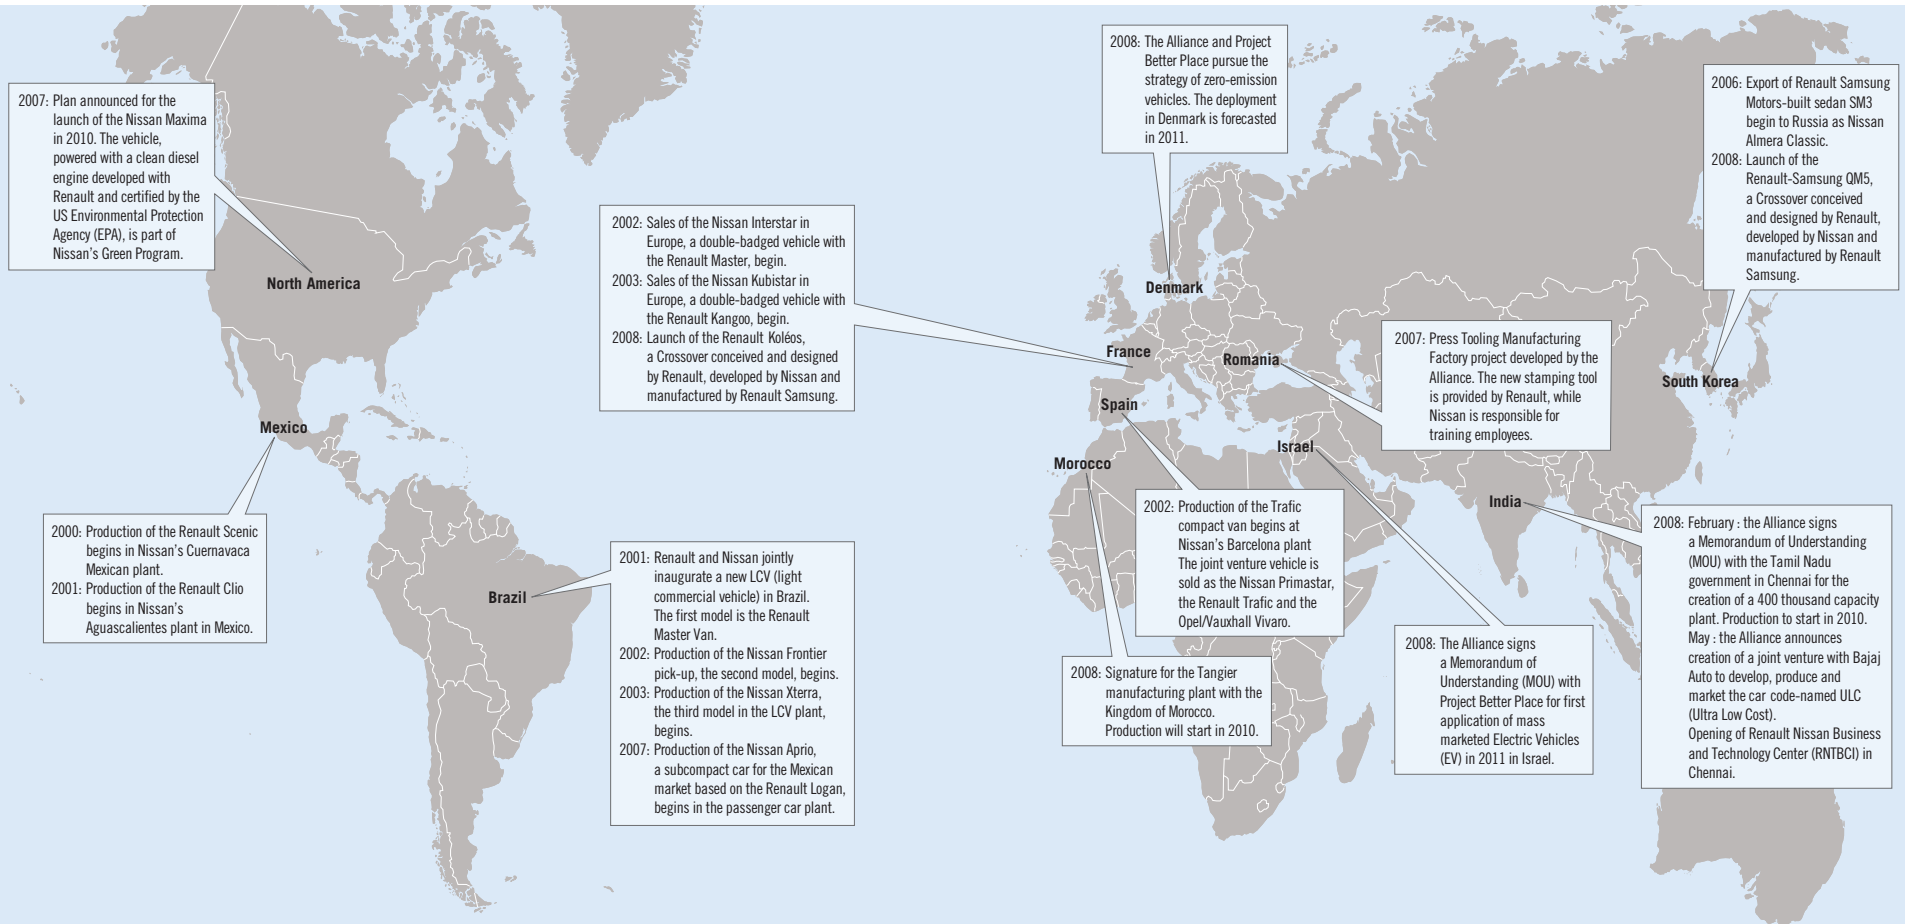 2007: Plan announced for the
launch of the Nissan Maxima
in 2010. The vehicle,
powered with a clean diesel
engine developed with
Renault and certified by the
US Environmental Protection
Agency (EPA), is part of
Nissan's Green Program.
North America
Mexico
2000: Production of the Renault Scenic
begins in Nissan's Cuernavaca
Mexican plant.
2001: Production of the Renault Clio
begins in Nissan's
Aguascalientes plant in Mexico.
Brazil
2001: Renault and Nissan jointly
inaugurate a new LCV (light
commercial vehicle) in Brazil.
The first model is the Renault
Master Van.
2002: Production of the Nissan Frontier
pick-up, the second model, begins.
2003: Production of the Nissan Xterra,
the third model in the LCV plant,
begins.
2007: Production of the Nissan Aprio,
a subcompact car for the Mexican
market based on the Renault Logan,
begins in the passenger car plant.
2002: Sales of the Nissan Interstar in
Europe, a double-badged vehicle with
the Renault Master, begin.
2003: Sales of the Nissan Kubistar in
Europe, a double-badged vehicle with
the Renault Kangoo, begin.
2008: Launch of the Renault Koléos,
a Crossover conceived and designed
by Renault, developed by Nissan and
manufactured by Renault Samsung.
France
2008: The Alliance and Project
Better Place pursue the
strategy of zero-emission
vehicles. The deployment
in Denmark is forecasted
in 2011.
Denmark
Romania
2007: Press Tooling Manufacturing
Factory project developed by the
Alliance. The new stamping tool
is provided by Renault, while
Nissan is responsible for
training employees.
2006: Export of Renault Samsung
Motors-built sedan SM3
begin to Russia as Nissan
Almera Classic.
2008: Launch of the
Renault-Samsung QM5,
a Crossover conceived
and designed by Renault,
developed by Nissan and
manufactured by Renault
Samsung.
South Korea
Spain
2002: Production of the Trafic
compact van begins at
Nissan's Barcelona plant
The joint venture vehicle is
sold as the Nissan Primastar,
the Renault Trafic and the
Opel/Vauxhall Vivaro.
Morocco
2008: Signature for the Tangier
manufacturing plant with the
Kingdom of Morocco.
Production will start in 2010.
Israel
2008: The Alliance signs
a Memorandum of
Understanding (MOU) with
Project Better Place for first
application of mass
marketed Electric Vehicles
(EV) in 2011 in Israel.
India
2008: February : the Alliance signs
a Memorandum of Understanding
(MOU) with the Tamil Nadu
government in Chennai for the
creation of a 400 thousand capacity
plant. Production to start in 2010.
May : the Alliance announces
creation of a joint venture with Bajaj
Auto to develop, produce and
market the car code-named ULC
(Ultra Low Cost).
Opening of Renault Nissan Business
and Technology Center (RNTBCI) in
Chennai.